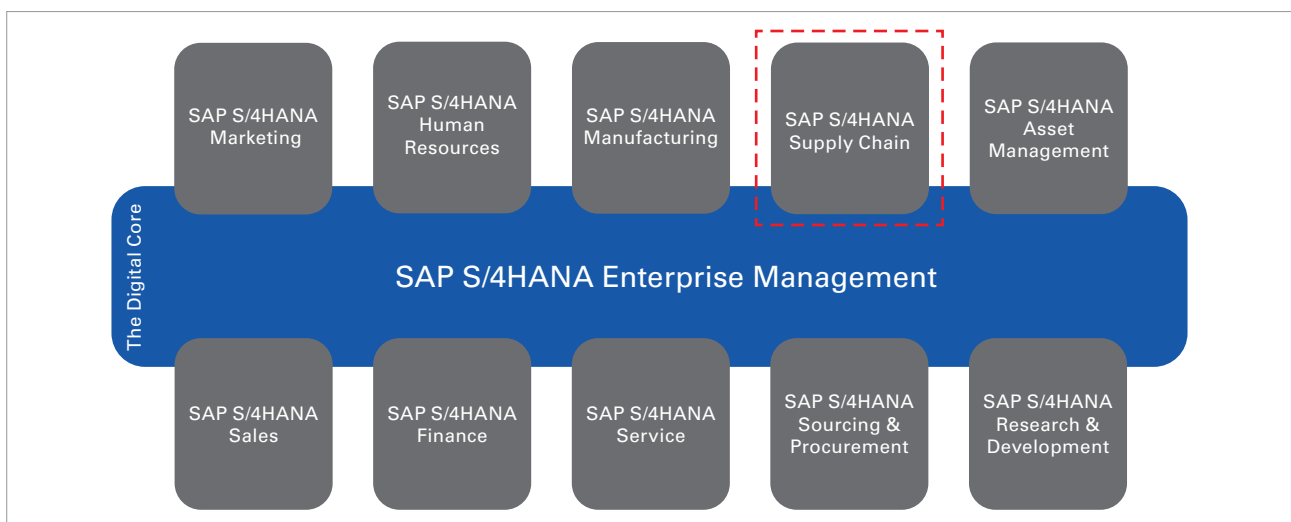 SAP S/4HANA
Marketing
SAP S/4HANA
Human
Resources
SAP S/4HANA
Manufacturing
SAP S/4HANA
Supply Chain
SAP S/4HANA
Asset
Management
The Digital Core
SAP S/4HANA Enterprise Management
SAP S/4HANA
Sales
SAP S/4HANA
Finance
SAP S/4HANA
Service
SAP S/4HANA
Sourcing &
Procurement
SAP S/4HANA
Research &
Development